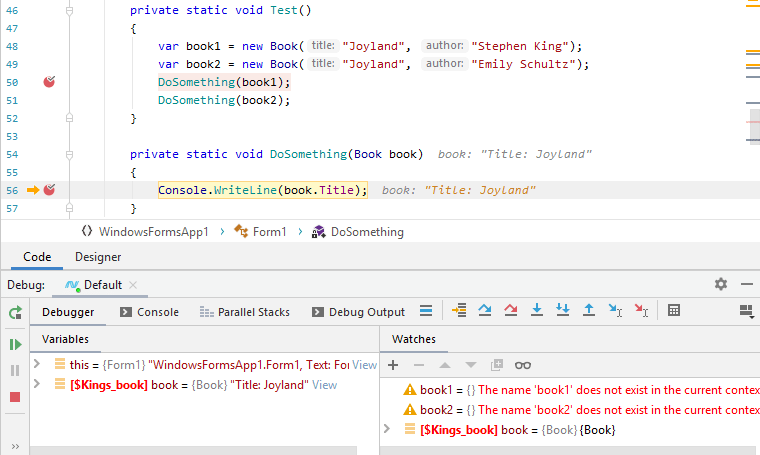 46 private static void Test()
47 {
48 var book1 = new Book( title: "Joyland", author: "Stephen King");
49 var book2 = new Book( title: "Joyland", author: "Emily Schultz");
50 DoSomething(book1);
51 DoSomething(book2);
52 }
53
54 private static void DoSomething(Book book) book: "Title: Joyland"
55 {
56 Console.WriteLine(book.Title); book: "Title: Joyland"
57 }
WindowsFormsApp1 › Form1 › DoSomething
Code Designer
Debug: Default
Debugger Console Parallel Stacks Debug Output
Variables Watches
this = {Form1} "WindowsFormsApp1.Form1, Text: For View
[$Kings_book] book = {Book} "Title: Joyland" View
book1 = {} The name 'book1' does not exist in the current contex
book2 = {} The name 'book2' does not exist in the current contex
[$Kings_book] book = {Book} {Book}